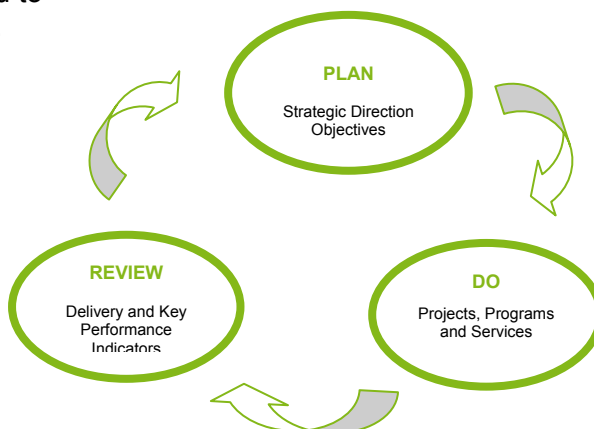 PLAN
Strategic Direction
Objectives
REVIEW
Delivery and Key
Performance
Indicators
DO
Projects, Programs
and Services